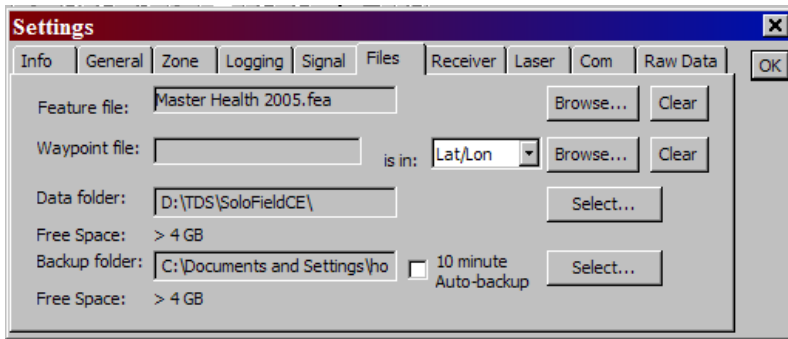 Settings
Info General Zone Logging Signal Files Receiver Laser Com Raw Data OK
Feature file: Master Health 2005.fea Browse... Clear
Waypoint file: is in: Lat/Lon Browse... Clear
Data folder: D:\TDS\SoloFieldCE\ Select...
Free Space: > 4 GB
Backup folder: C:\Documents and Settings\ho 10 minute Auto-backup Select...
Free Space: > 4 GB